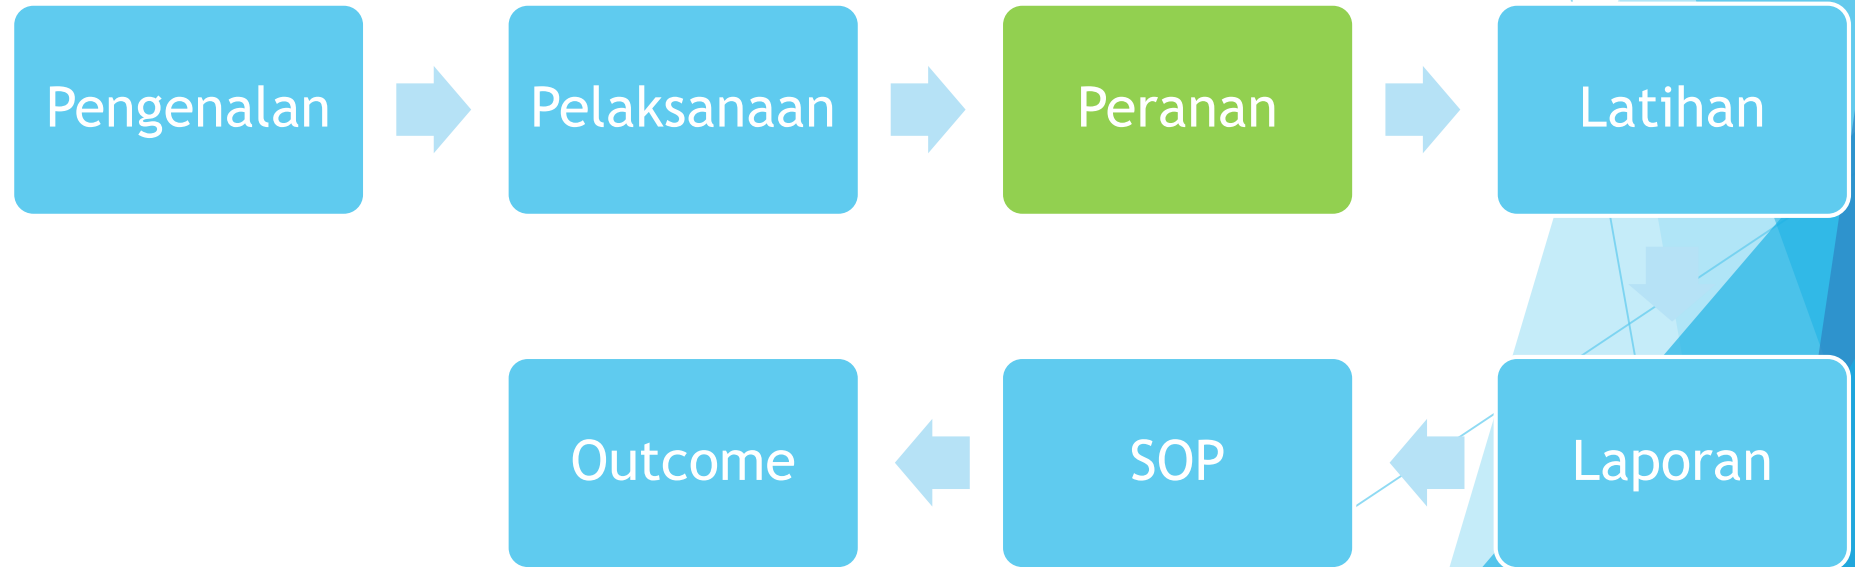 Pengenalan
Pelaksanaan
Peranan
Latihan
Laporan
SOP
Outcome